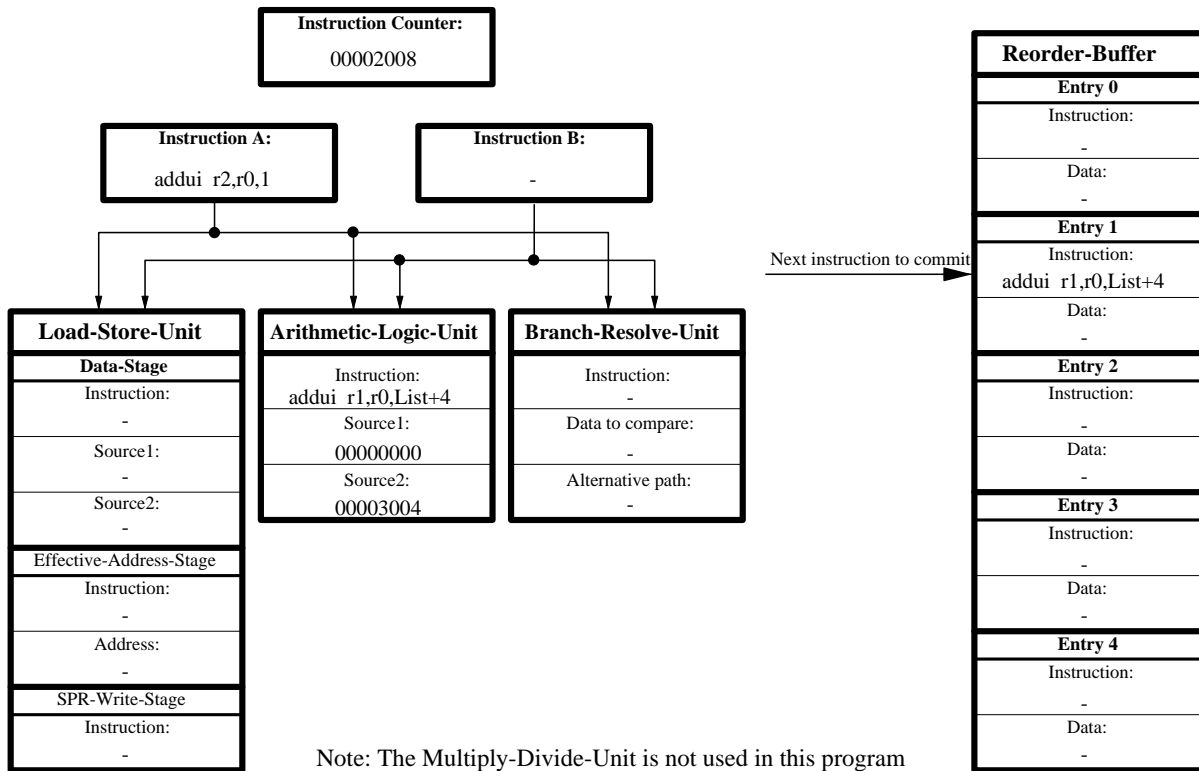 Instruction Counter:
00002008
Instruction A:
addui r2,r0,1
Instruction B:
-
Load-Store-Unit
Data-Stage
Instruction:
-
Source1:
-
Source2:
-
Effective-Address-Stage
Instruction:
-
Address:
-
SPR-Write-Stage
Instruction:
-
Arithmetic-Logic-Unit
Instruction:
addui r1,r0,List+4
Source1:
00000000
Source2:
00003004
Branch-Resolve-Unit
Instruction:
-
Data to compare:
-
Alternative path:
-
Next instruction to commit
Reorder-Buffer
Entry 0
Instruction:
-
Data:
-
Entry 1
Instruction:
addui r1,r0,List+4
Data:
-
Entry 2
Instruction:
-
Data:
-
Entry 3
Instruction:
-
Data:
-
Entry 4
Instruction:
-
Data:
-
Note: The Multiply-Divide-Unit is not used in this program